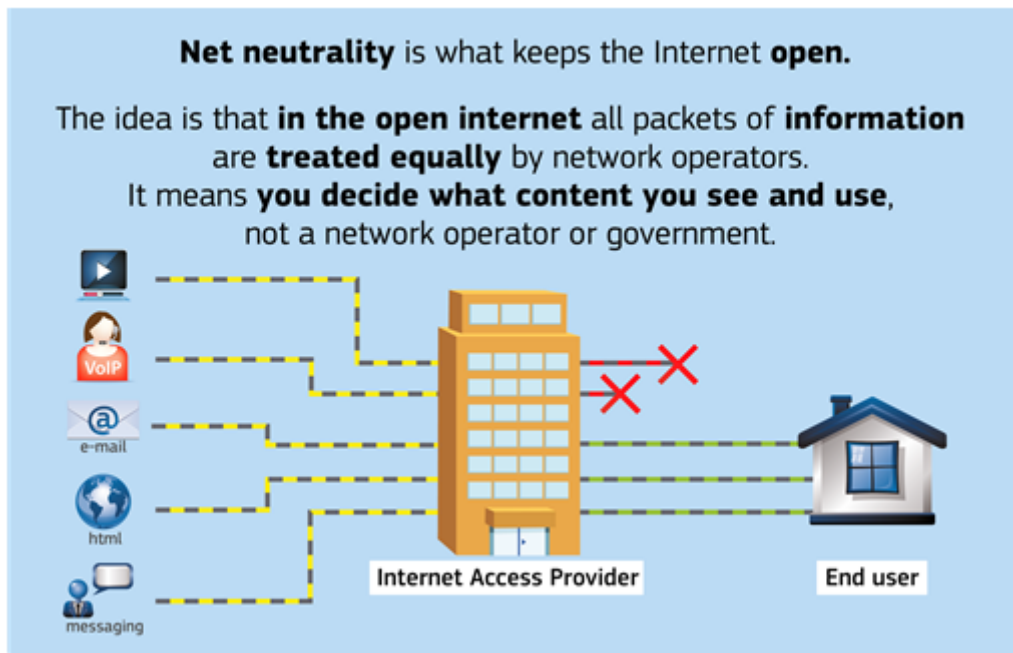 Net neutrality is what keeps the Internet open.
The idea is that in the open internet all packets of information
are treated equally by network operators.
It means you decide what content you see and use,
not a network operator or government.
VoIP
@
e-mail
html
messaging
Internet Access Provider
End user